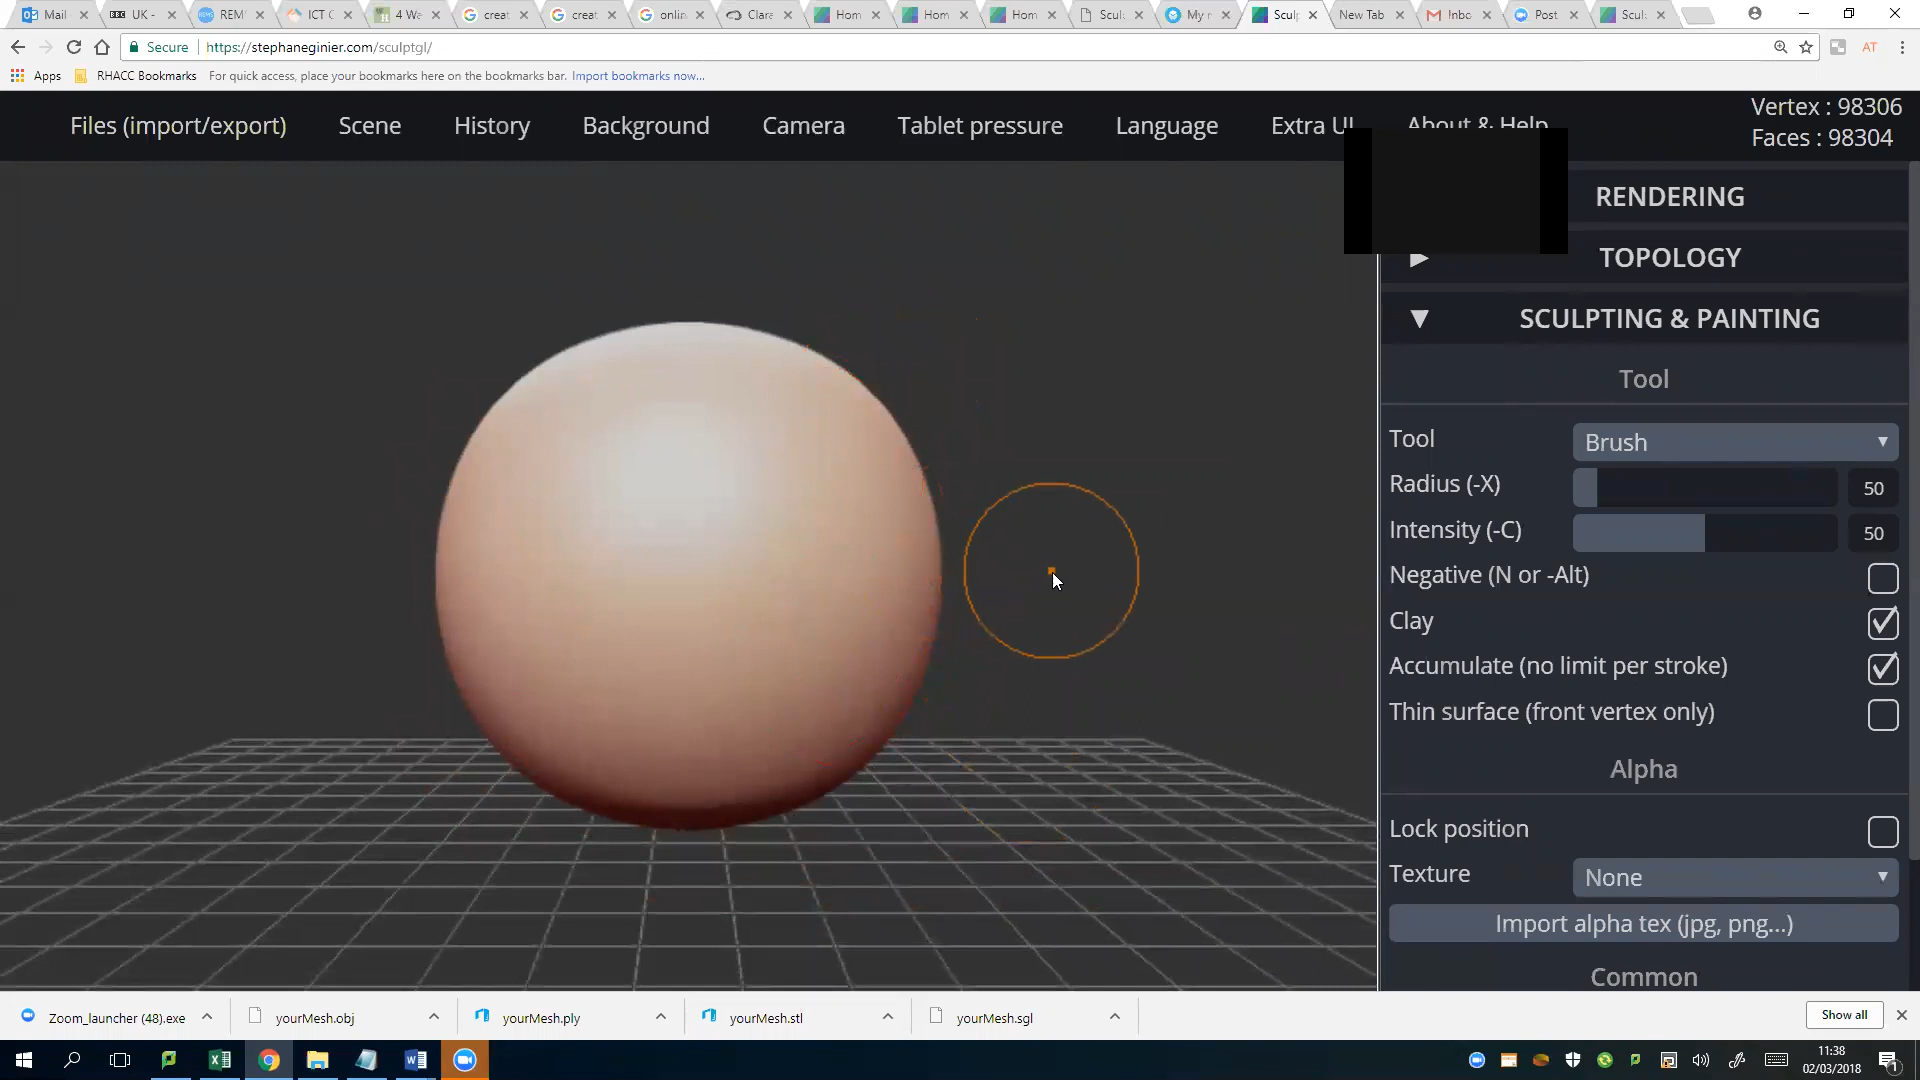 Mail
UK -
REM
ICT C
4 Wa
creat
creat
onlin
Clara
Hom
Hom
Hom
Scul
My r
Sculp
New Tab
Inbo
Post
Scul
Secure | https://stephaneginier.com/sculptgl/
AT
Apps RHACC Bookmarks For quick access, place your bookmarks here on the bookmarks bar. Import bookmarks now...
Files (import/export) Scene History Background Camera Tablet pressure Language Extra UI About & Help
Vertex : 98306
Faces : 98304
RENDERING
TOPOLOGY
SCULPTING & PAINTING
Tool
Tool Brush
Radius (-X) 50
Intensity (-C) 50
Negative (N or -Alt)
Clay
Accumulate (no limit per stroke)
Thin surface (front vertex only)
Alpha
Lock position
Texture None
Import alpha tex (jpg, png...)
Common
Zoom_launcher (48).exe
yourMesh.obj
yourMesh.ply
yourMesh.stl
yourMesh.sgl
Show all
11:38
02/03/2018
1